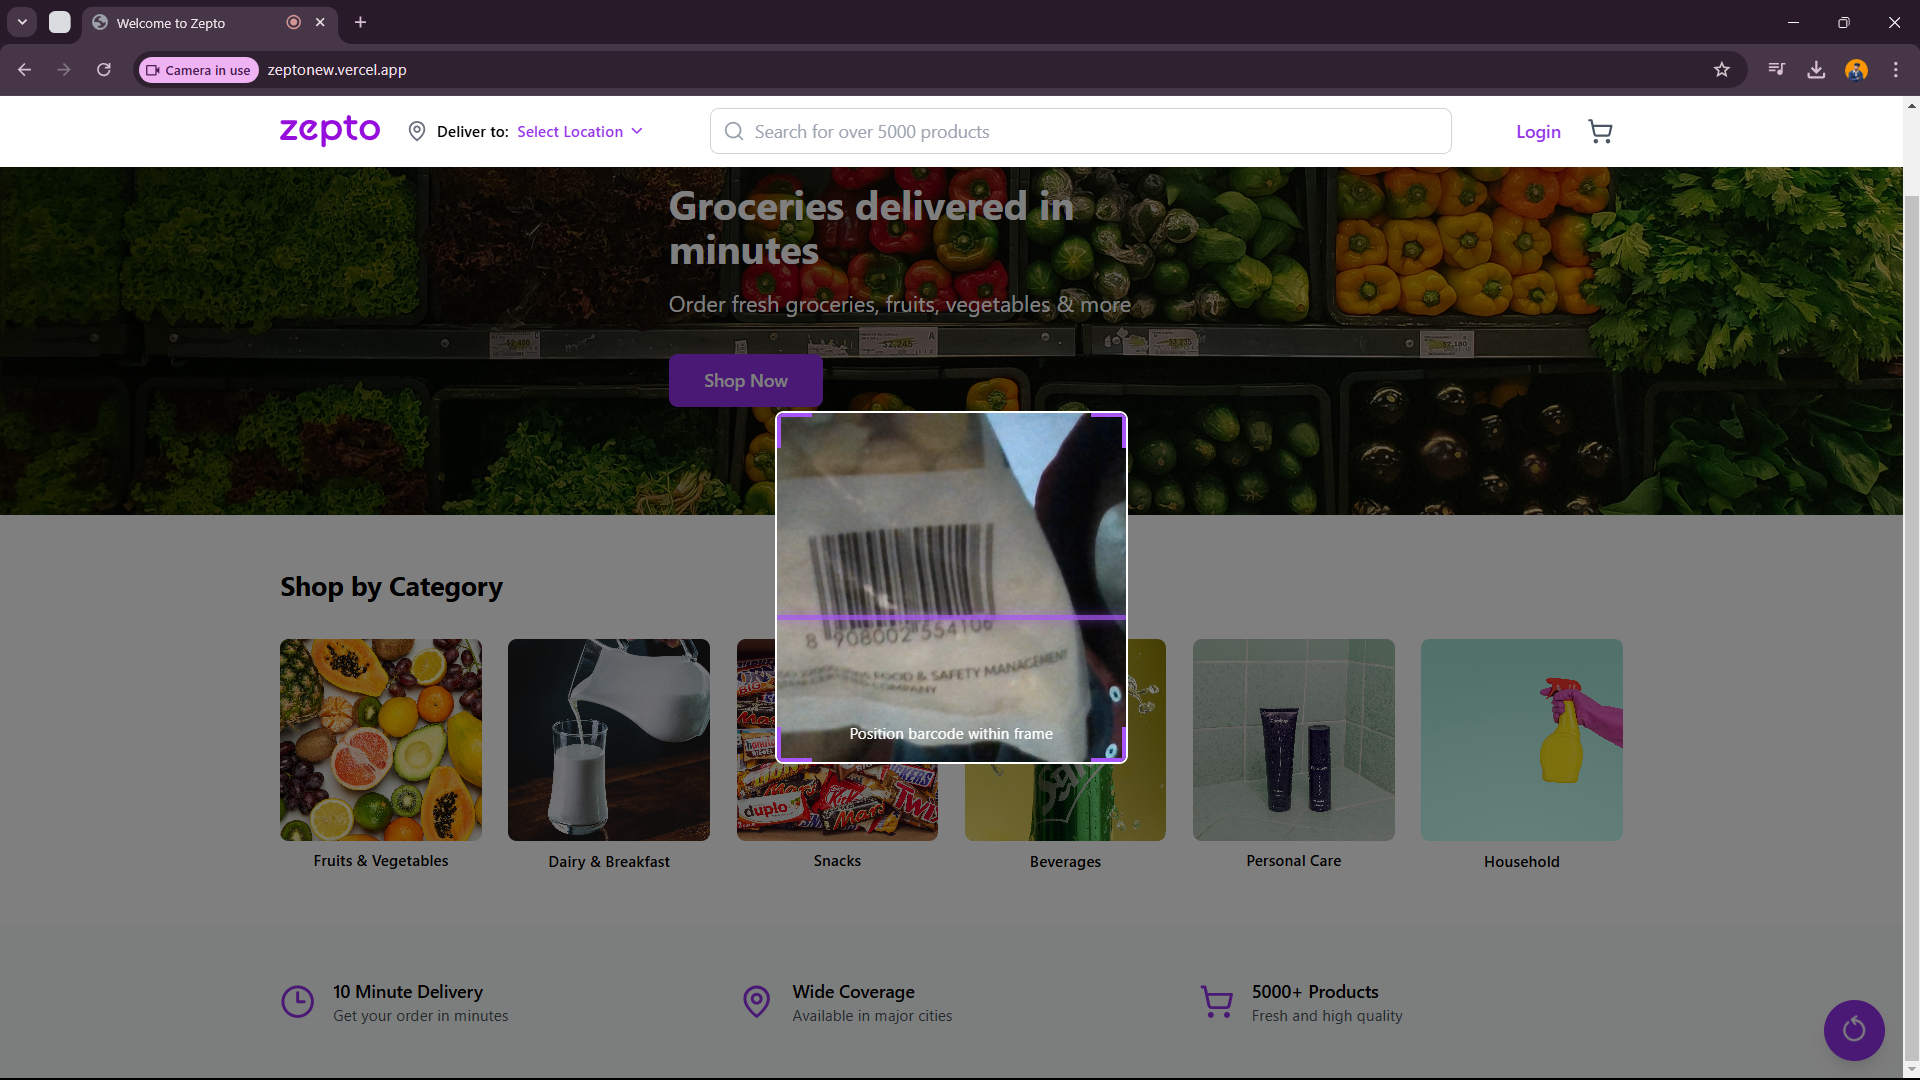 Welcome to Zepto
Camera in use
zeptonew.vercel.app
zepto
Deliver to: Select Location
Search for over 5000 products
Login
Groceries delivered in
minutes
Order fresh groceries, fruits, vegetables & more
Shop Now
8 908002 554106
FOOD & SAFETY MANAGEMENT
COMPANY
Position barcode within frame
Shop by Category
duplo
Fruits & Vegetables
Dairy & Breakfast
Snacks
Beverages
Personal Care
Household
10 Minute Delivery
Get your order in minutes
Wide Coverage
Available in major cities
5000+ Products
Fresh and high quality